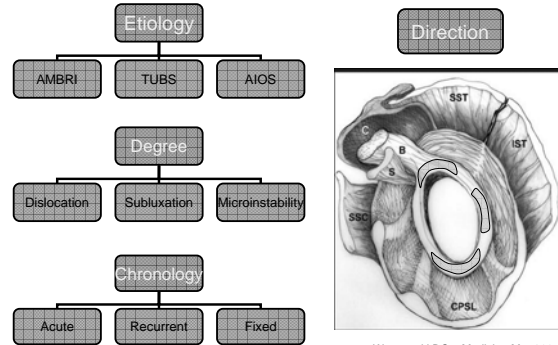 Etiology
AMBRI TUBS AIOS
Degree
Dislocation Subluxation Microinstability
Chronology
Acute Recurrent Fixed
Direction
SST
C
IST
B
S
SSC
CPSL